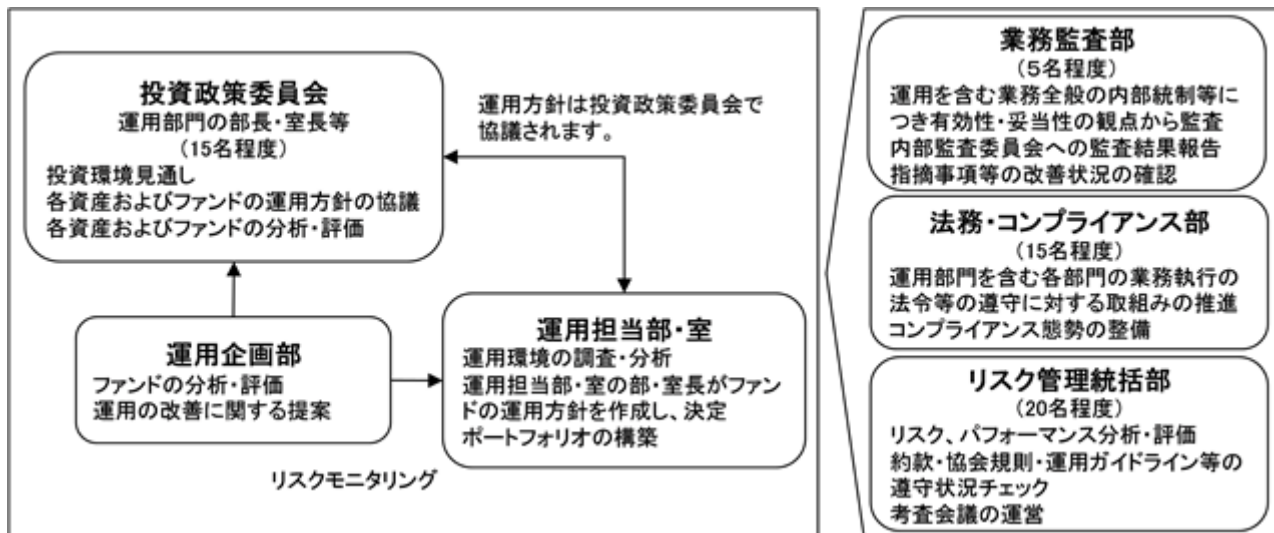 投資政策委員会
運用部門の部長・室長等
(15名程度)
投資環境見通し
各資産およびファンドの運用方針の協議
各資産およびファンドの分析・評価
運用方針は投資政策委員会で
協議されます。
運用企画部
ファンドの分析・評価
運用の改善に関する提案
運用担当部・室
運用環境の調査・分析
運用担当部・室の部・室長がファン
ドの運用方針を作成し、決定
ポートフォリオの構築
リスクモニタリング
業務監査部
(5名程度)
運用を含む業務全般の内部統制等に
つき有効性・妥当性の観点から監査
内部監査委員会への監査結果報告
指摘事項等の改善状況の確認
法務・コンプライアンス部
(15名程度)
運用部門を含む各部門の業務執行の
法令等の遵守に対する取組みの推進
コンプライアンス態勢の整備
リスク管理統括部
(20名程度)
リスク、パフォーマンス分析・評価
約款・協会規則・運用ガイドライン等の
遵守状況チェック
考査会議の運営